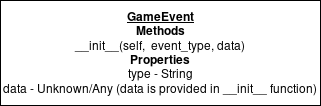 GameEvent
Methods
__init__(self, event_type, data)
Properties
type - String
data - Unknown/Any (data is provided in __init__ function)